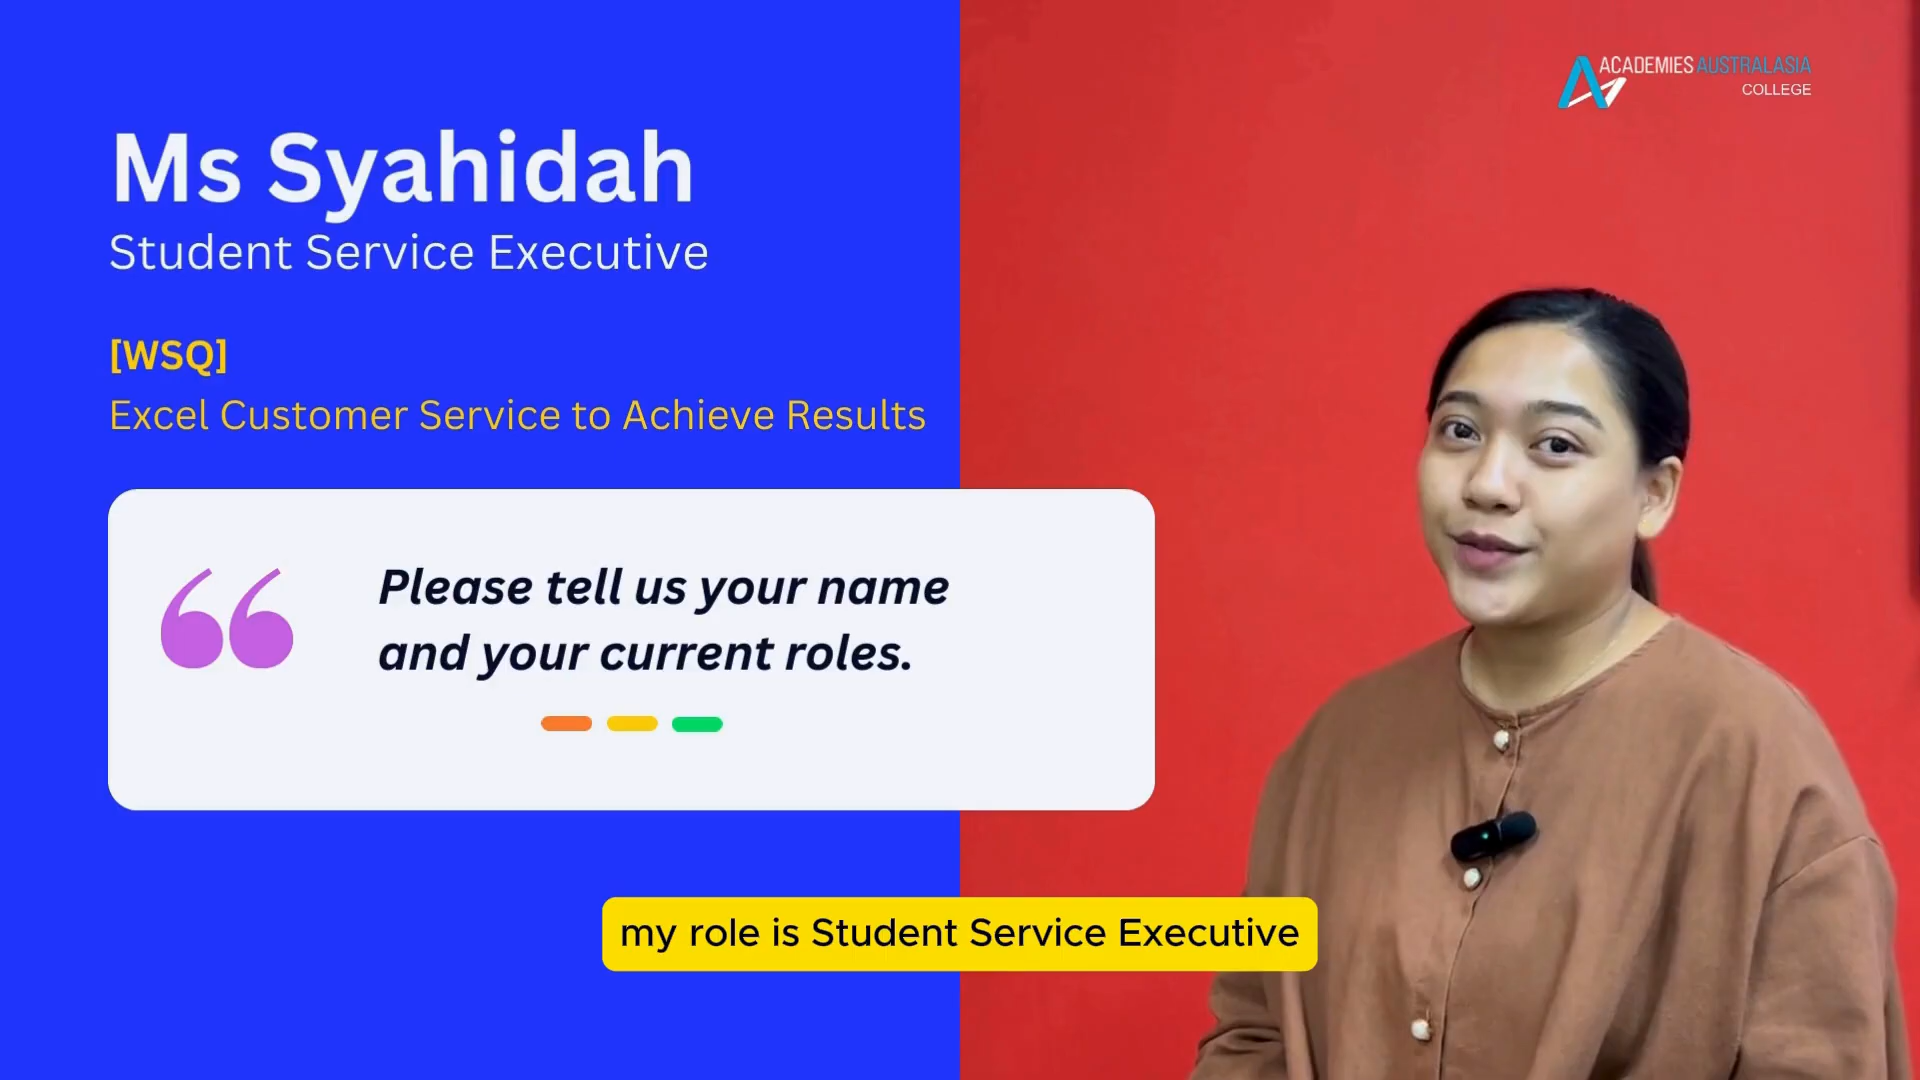 ACADEMIES AUSTRALASIA
COLLEGE
Ms Syahidah
Student Service Executive
[WSQ]
Excel Customer Service to Achieve Results
Please tell us your name
and your current roles.
my role is Student Service Executive